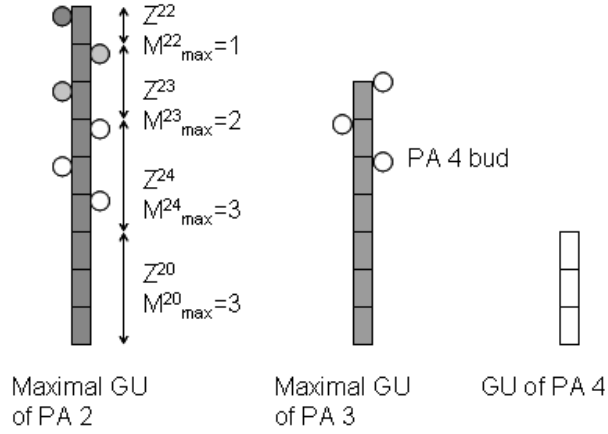 Z²²
M²²max=1
Z²³
M²³max=2
Z²⁴
M²⁴max=3
Z²⁰
M²⁰max=3
PA 4 bud
Maximal GU
of PA 2
Maximal GU
of PA 3
GU of PA 4